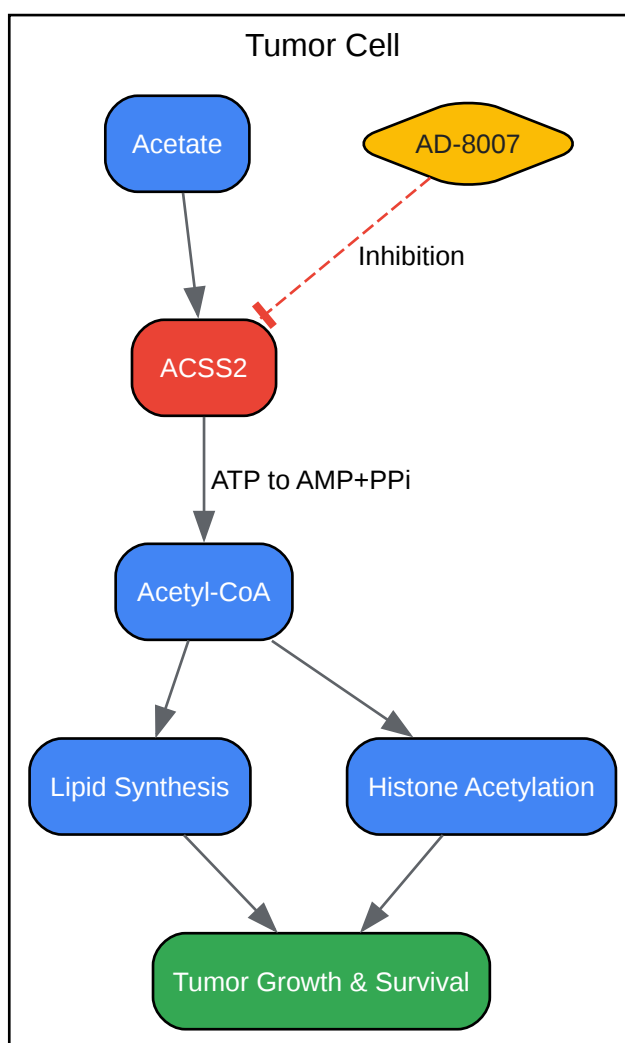 Tumor Cell
Acetate
AD-8007
Inhibition
ACSS2
ATP to AMP+PPi
Acetyl-CoA
Lipid Synthesis
Histone Acetylation
Tumor Growth & Survival